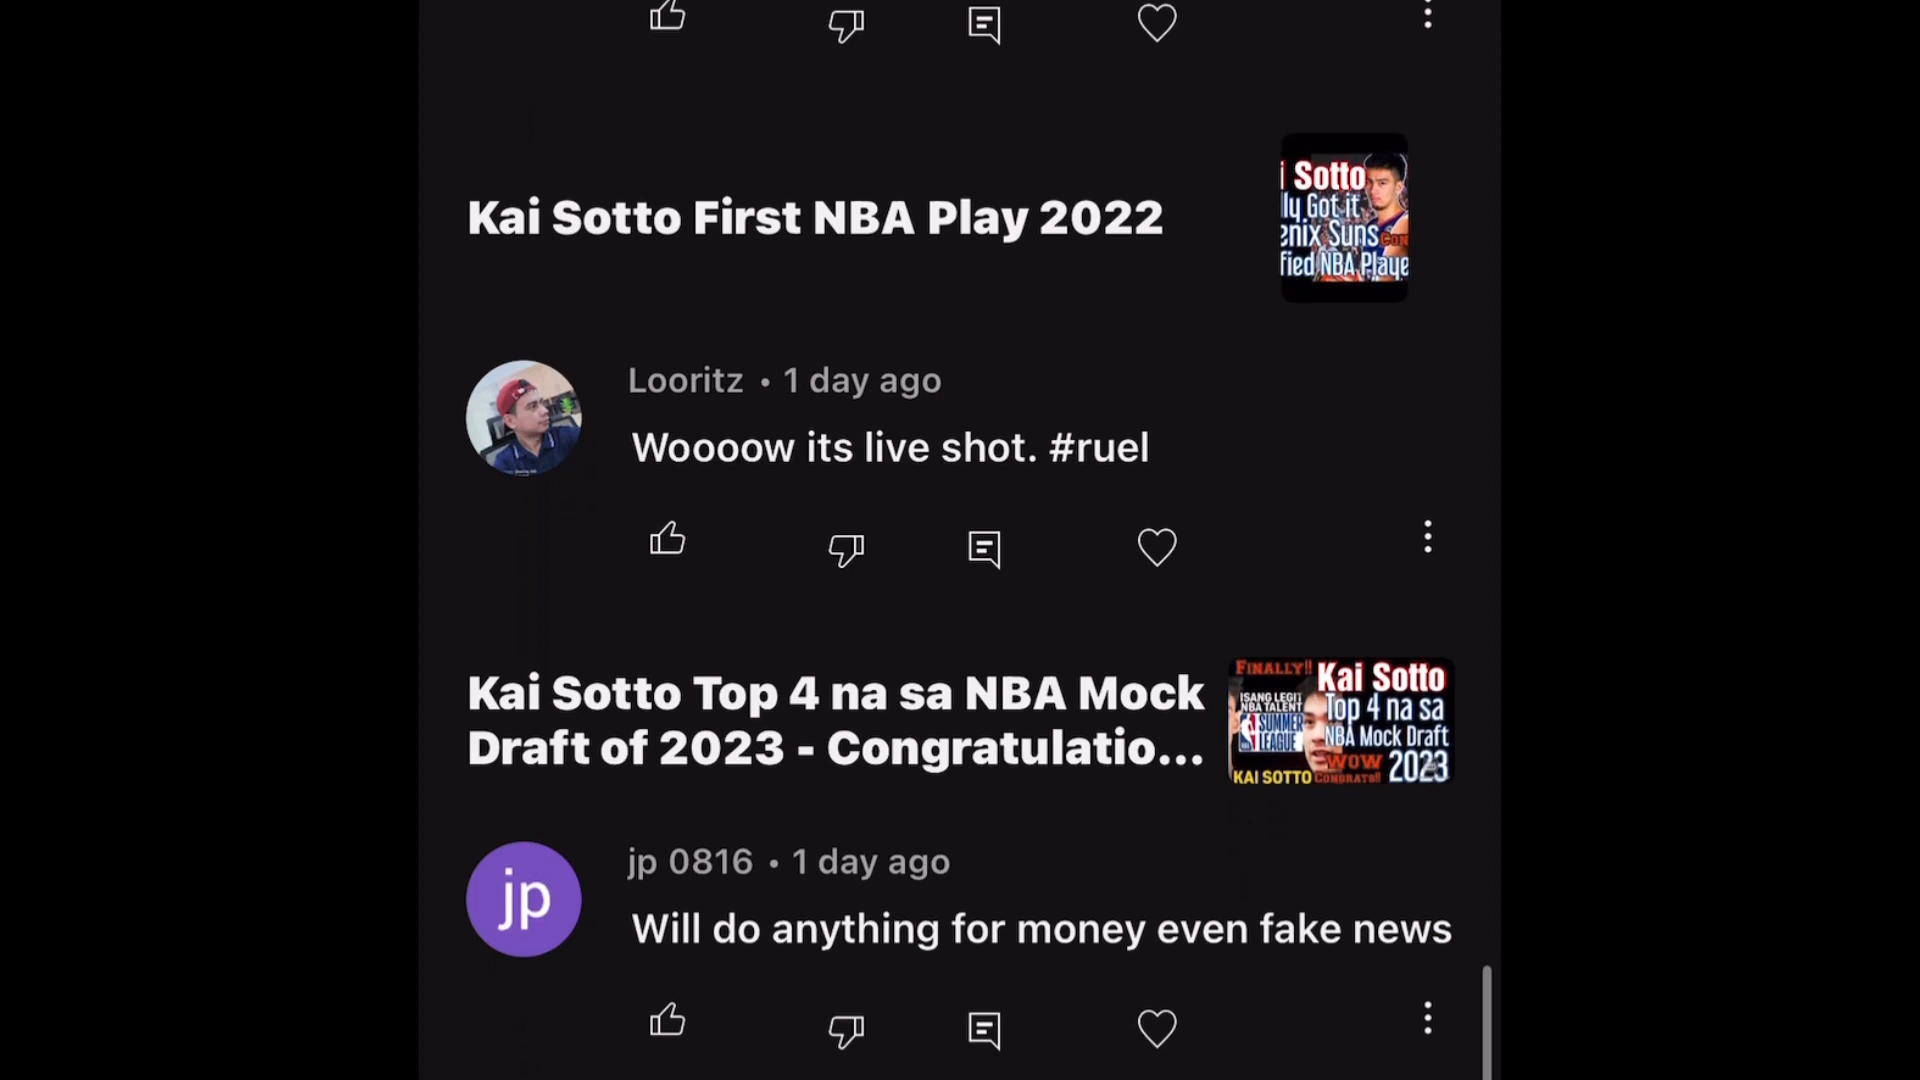 Kai Sotto First NBA Play 2022
i Sotto
lly Got it
enix Suns
Con
fied NBA Playe
Looritz • 1 day ago
Woooow its live shot. #ruel
Kai Sotto Top 4 na sa NBA Mock
Draft of 2023 - Congratulatio...
FINALLY!!
Kai Sotto
ISANG LEGIT
NBA TALENT
Top 4 na sa
SUMMER
LEAGUE
NBA Mock Draft
WOW
2023
KAI SOTTO
CONGRATS!!
jp
jp 0816 • 1 day ago
Will do anything for money even fake news